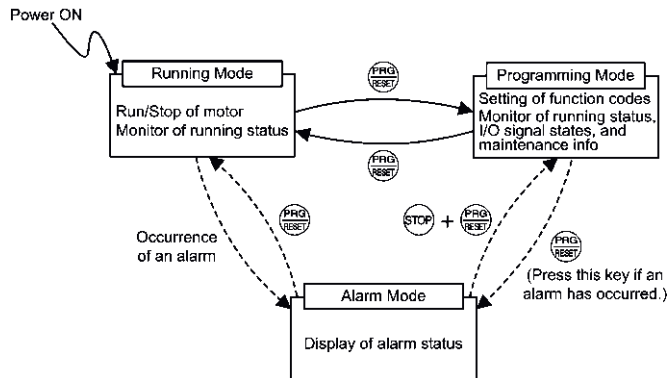 Power ON
Running Mode
Run/Stop of motor
Monitor of running status
PRG
RESET
PRG
RESET
Programming Mode
Setting of function codes
Monitor of running status,
I/O signal states, and
maintenance info
Occurrence
of an alarm
PRG
RESET
STOP + PRG
RESET
PRG
RESET
(Press this key if an
alarm has occurred.)
Alarm Mode
Display of alarm status